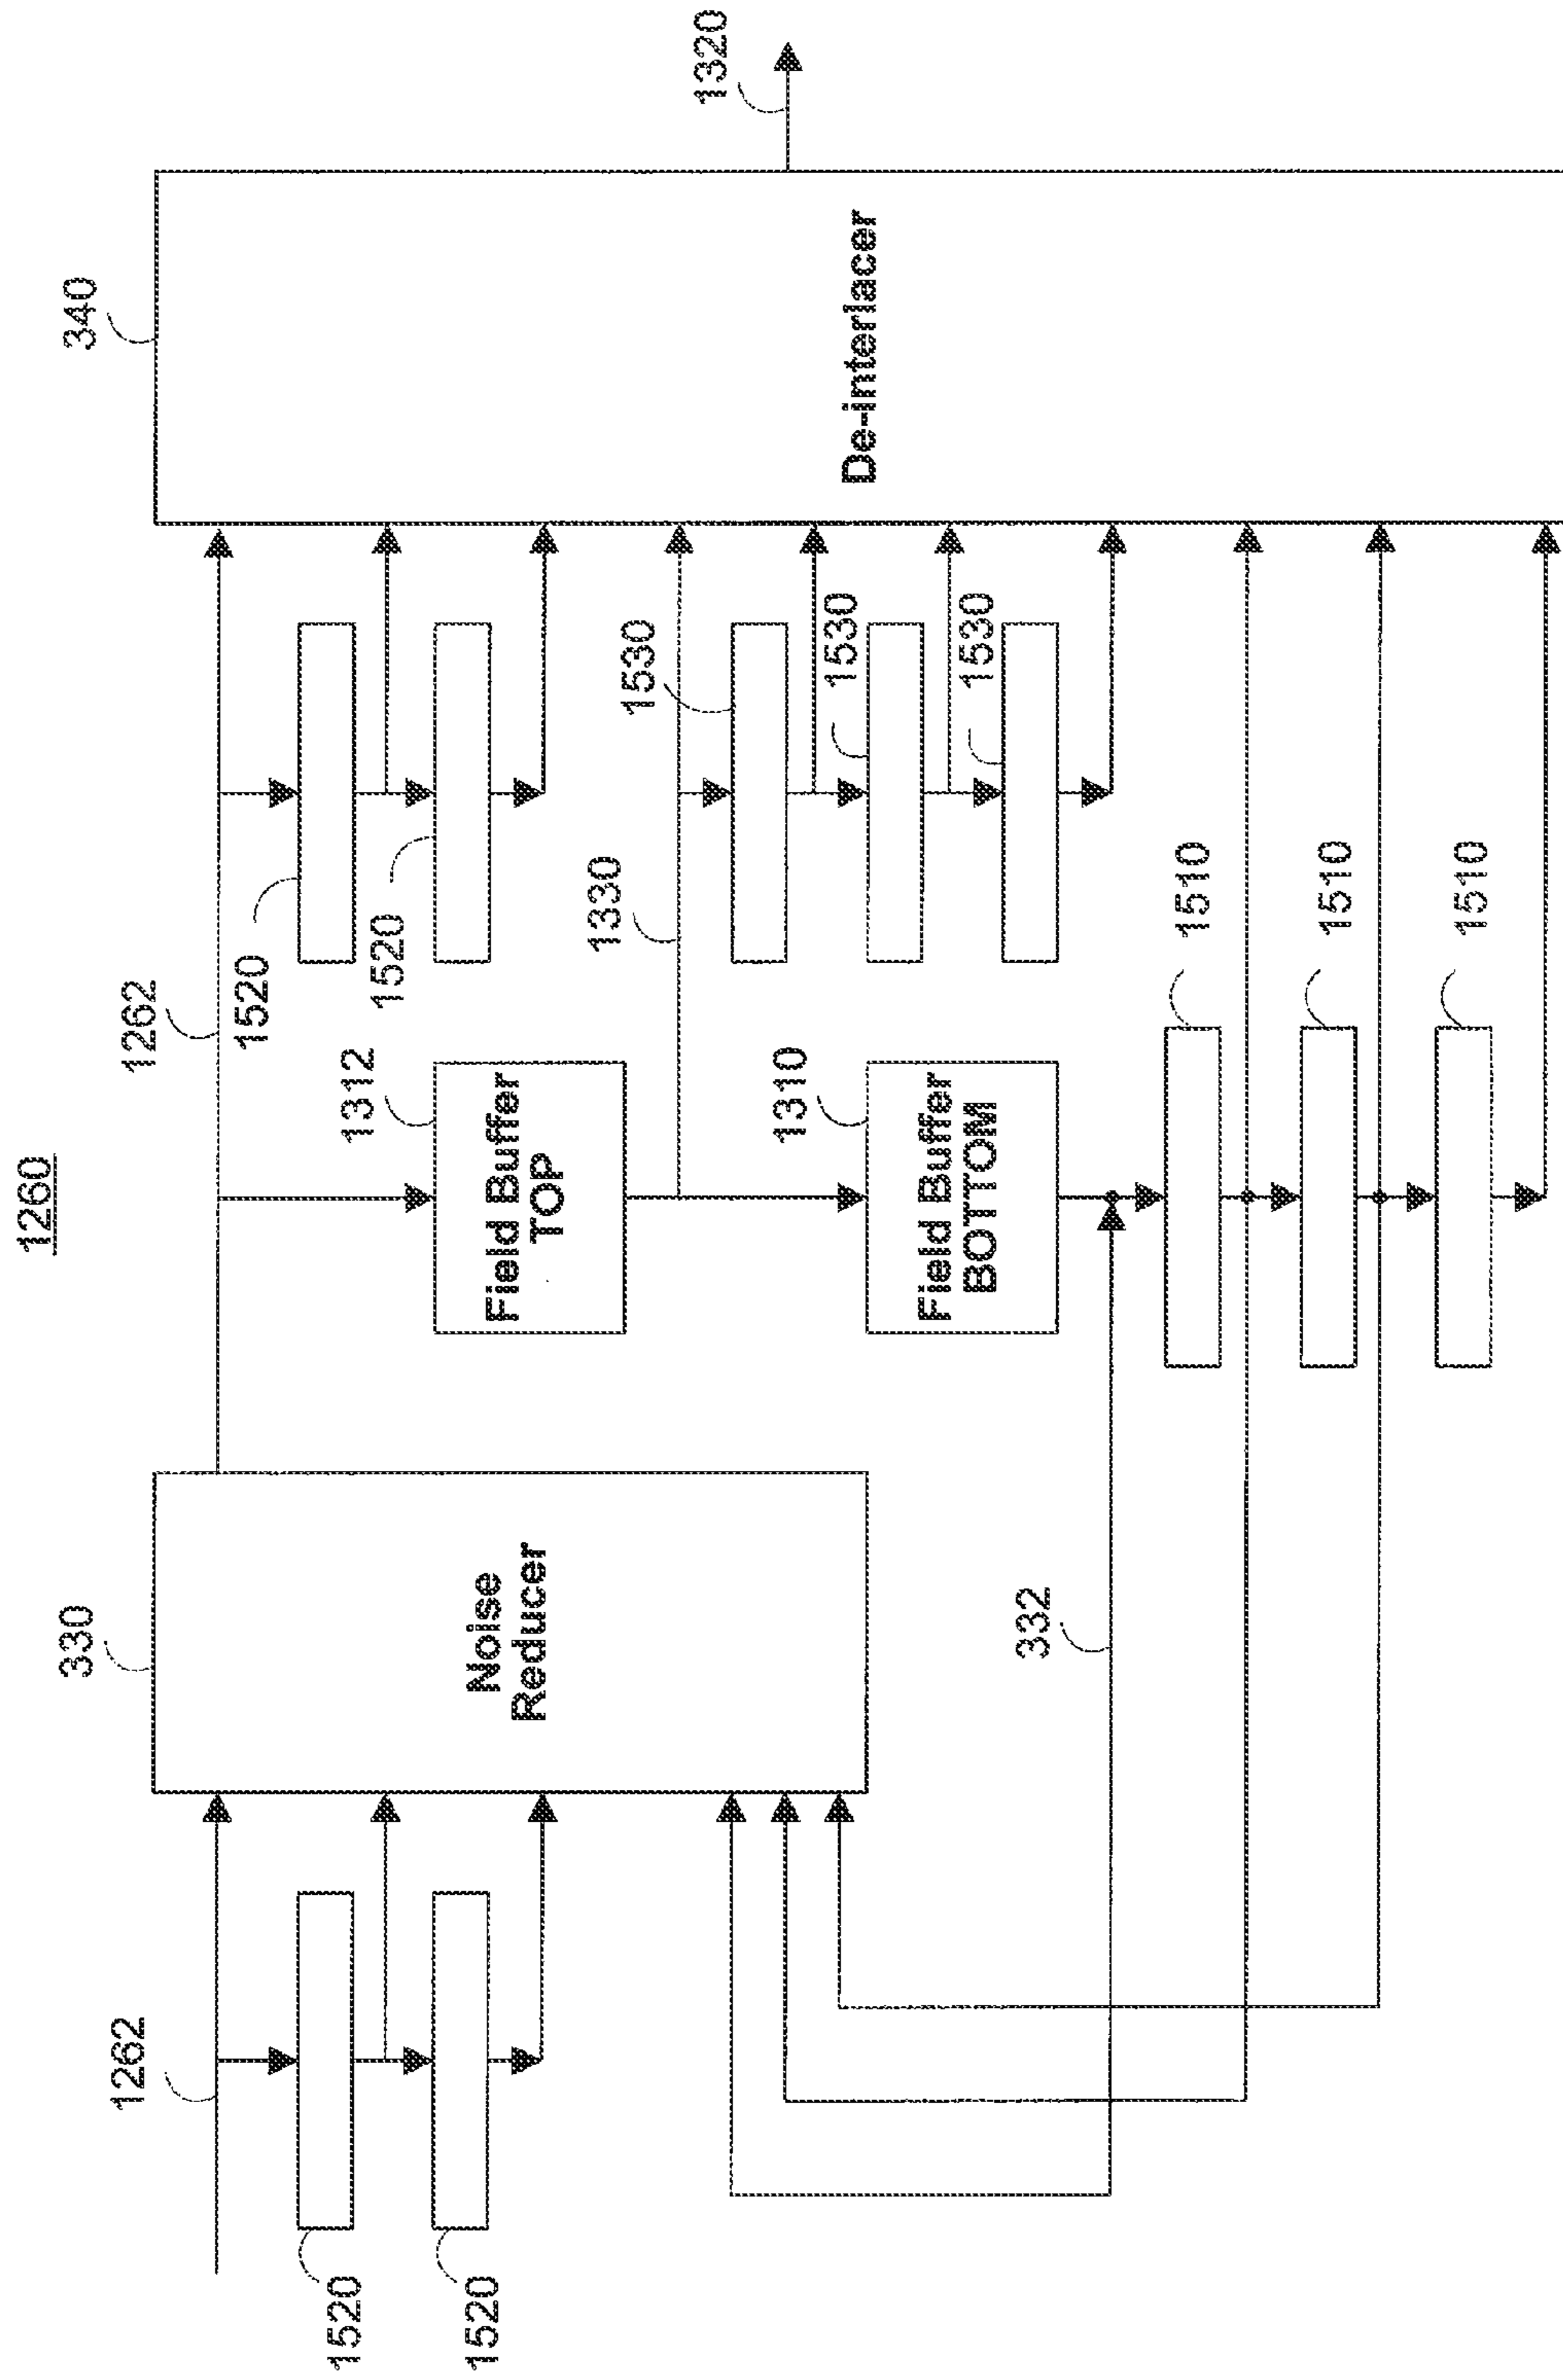 1260
1262
1520
1520
330
Noise
Reducer
332
1262
1312
Field Buffer
TOP
1520
1520
1330
1310
Field Buffer
BOTTOM
1530
1530
1530
1510
1510
1510
340
De-interlacer
1320